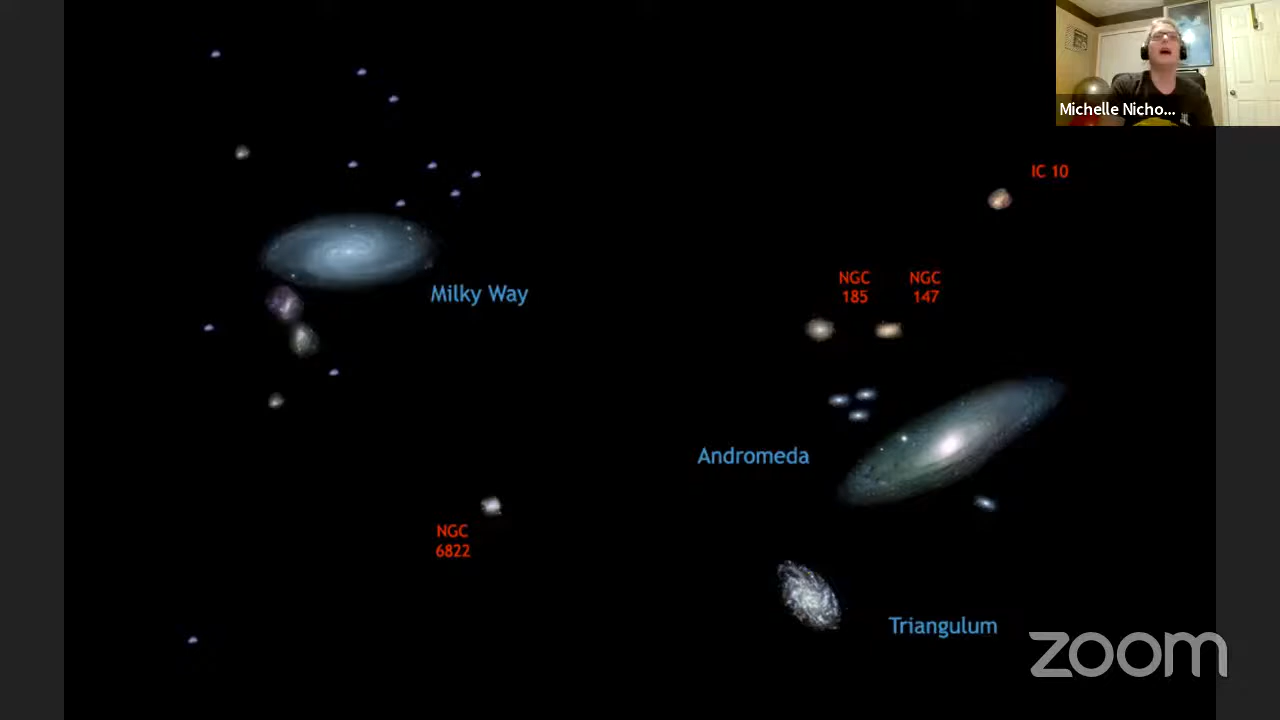 Michelle Nicho...
IC 10
NGC
185
NGC
147
Milky Way
Andromeda
NGC
6822
Triangulum
zoom